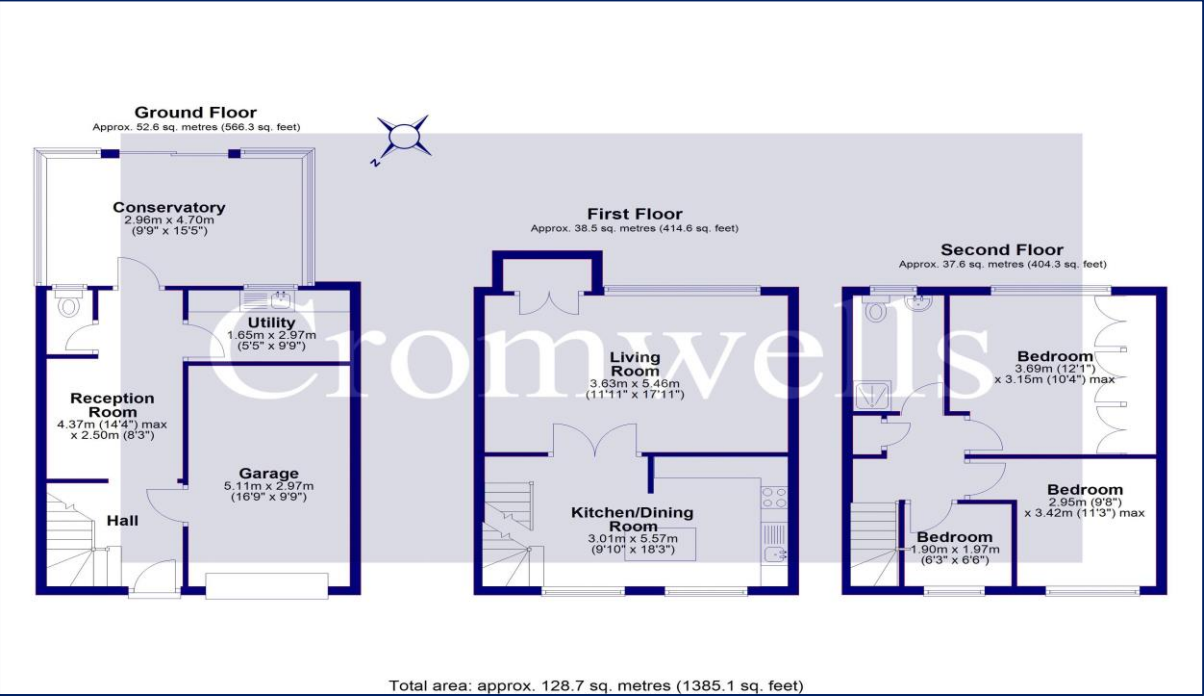 Ground Floor
Approx. 52.6 sq. metres (566.3 sq. feet)
Conservatory
2.96m x 4.70m
(9'9" x 15'5")
Utility
1.65m x 2.97m
(5'5" x 9'9")
Reception
Room
4.37m (14'4") max
x 2.50m (8'3")
Garage
5.11m x 2.97m
(16'9" x 9'9")
Hall
N
First Floor
Approx. 38.5 sq. metres (414.6 sq. feet)
Living
Room
3.63m x 5.46m
(11'11" x 17'11")
Kitchen/Dining
Room
3.01m x 5.57m
(9'10" x 18'3")
Second Floor
Approx. 37.6 sq. metres (404.3 sq. feet)
Bedroom
3.69m (12'1")
x 3.15m (10'4") max
Bedroom
2.95m (9'8")
x 3.42m (11'3") max
Bedroom
1.90m x 1.97m
(6'3" x 6'6")
Cromwells
Total area: approx. 128.7 sq. metres (1385.1 sq. feet)